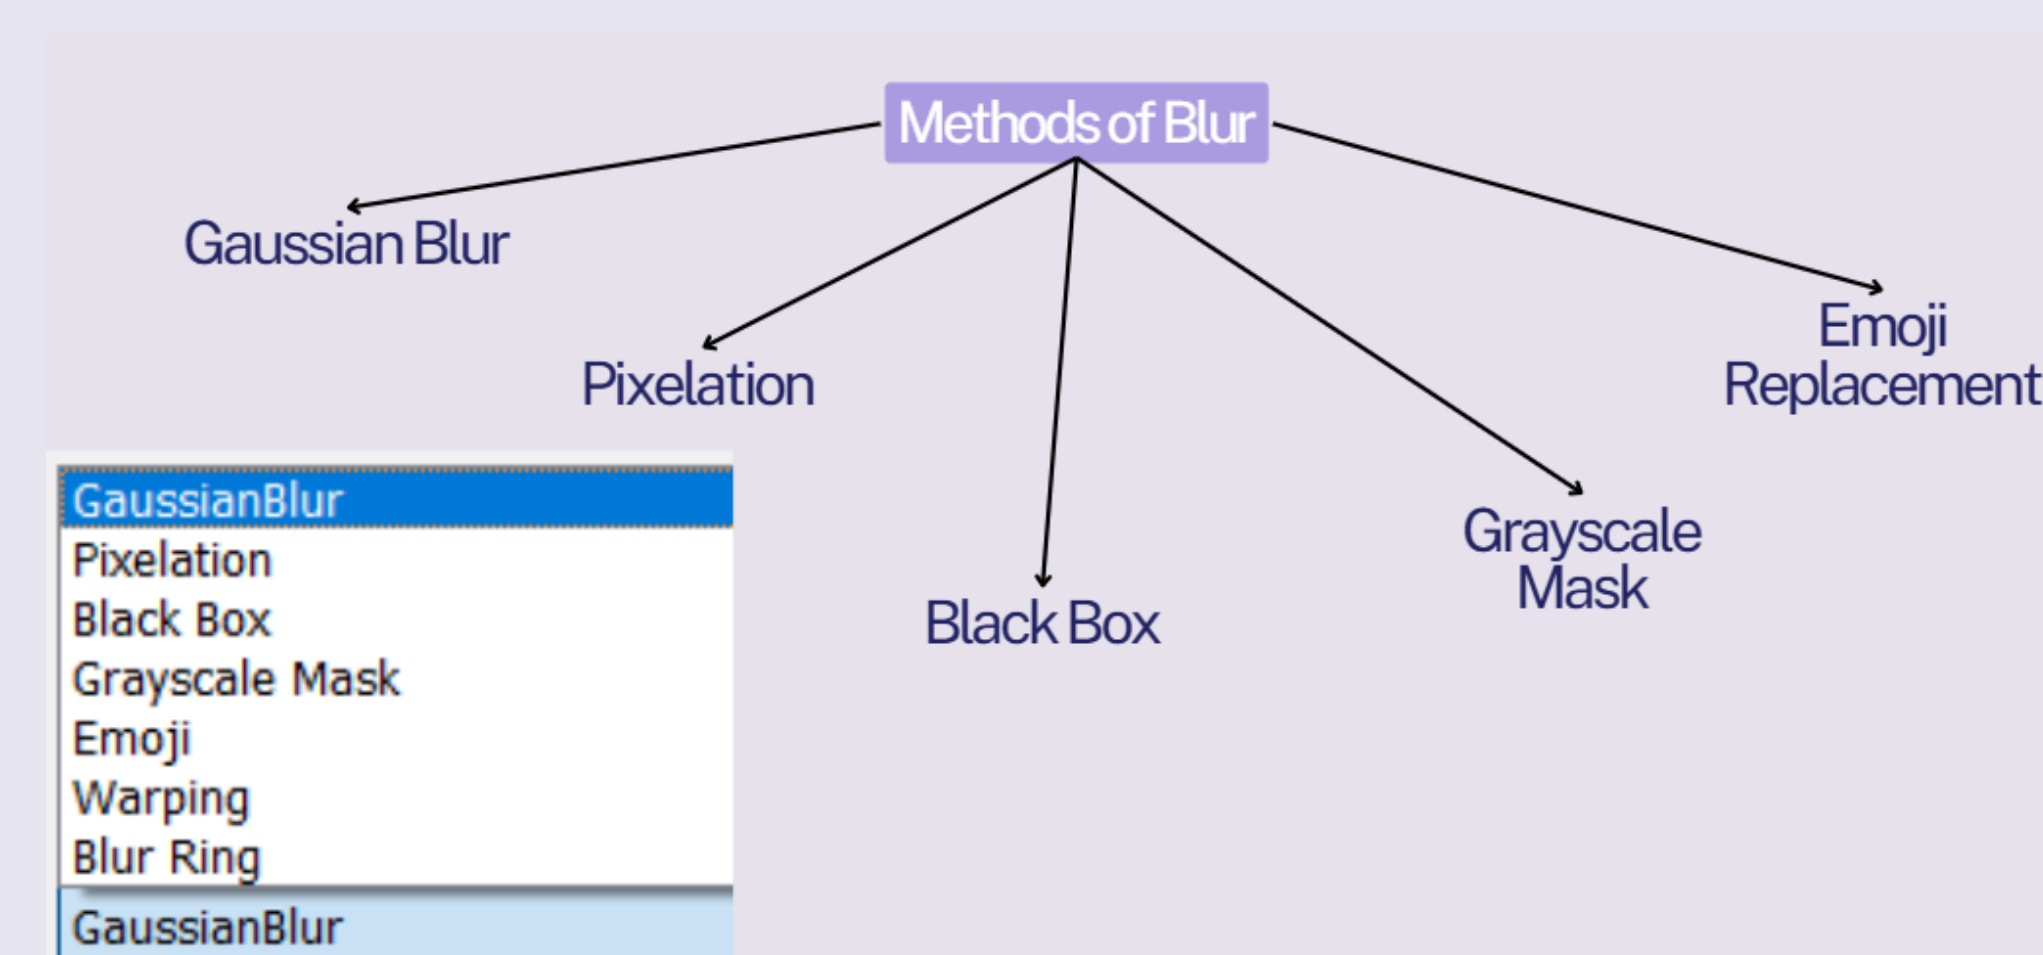 Methods of Blur
Gaussian Blur
Pixelation
Black Box
Grayscale
Mask
Emoji
Replacement
GaussianBlur
Pixelation
Black Box
Grayscale Mask
Emoji
Warping
Blur Ring
GaussianBlur